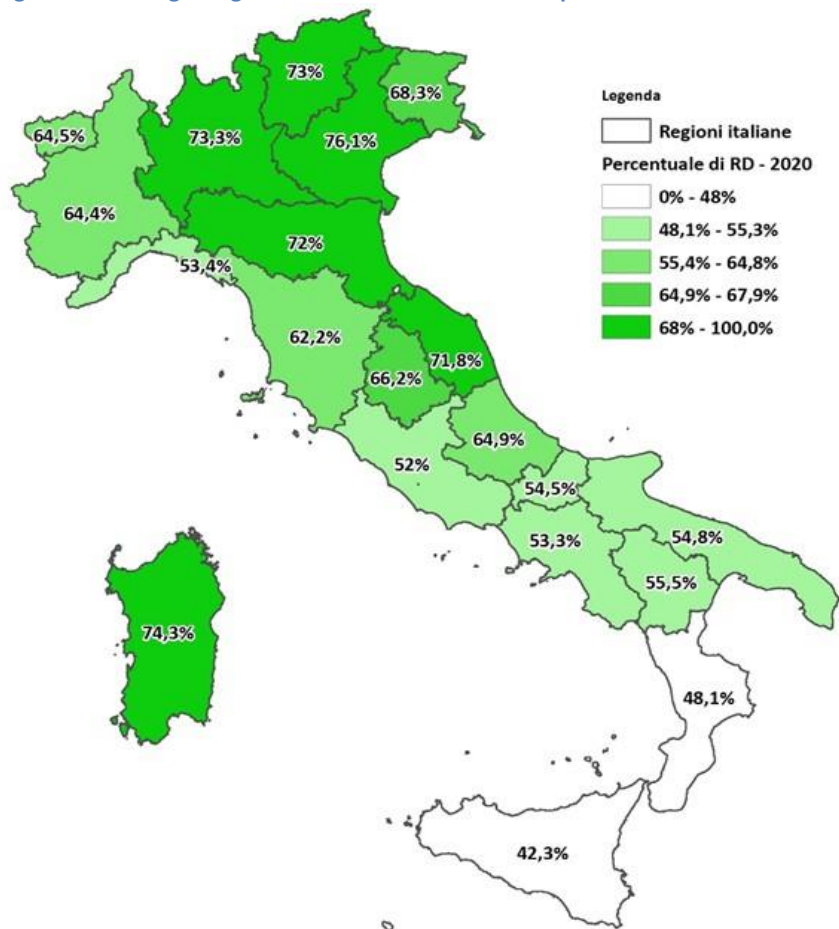 73%
68,3%
64,5%
73,3%
76,1%
64,4%
72%
53,4%
62,2%
71,8%
66,2%
64,9%
52%
54,5%
53,3%
54,8%
55,5%
74,3%
48,1%
42,3%
Legenda
Regioni italiane
Percentuale di RD - 2020
0% - 48%
48,1% - 55,3%
55,4% - 64,8%
64,9% - 67,9%
68% - 100,0%